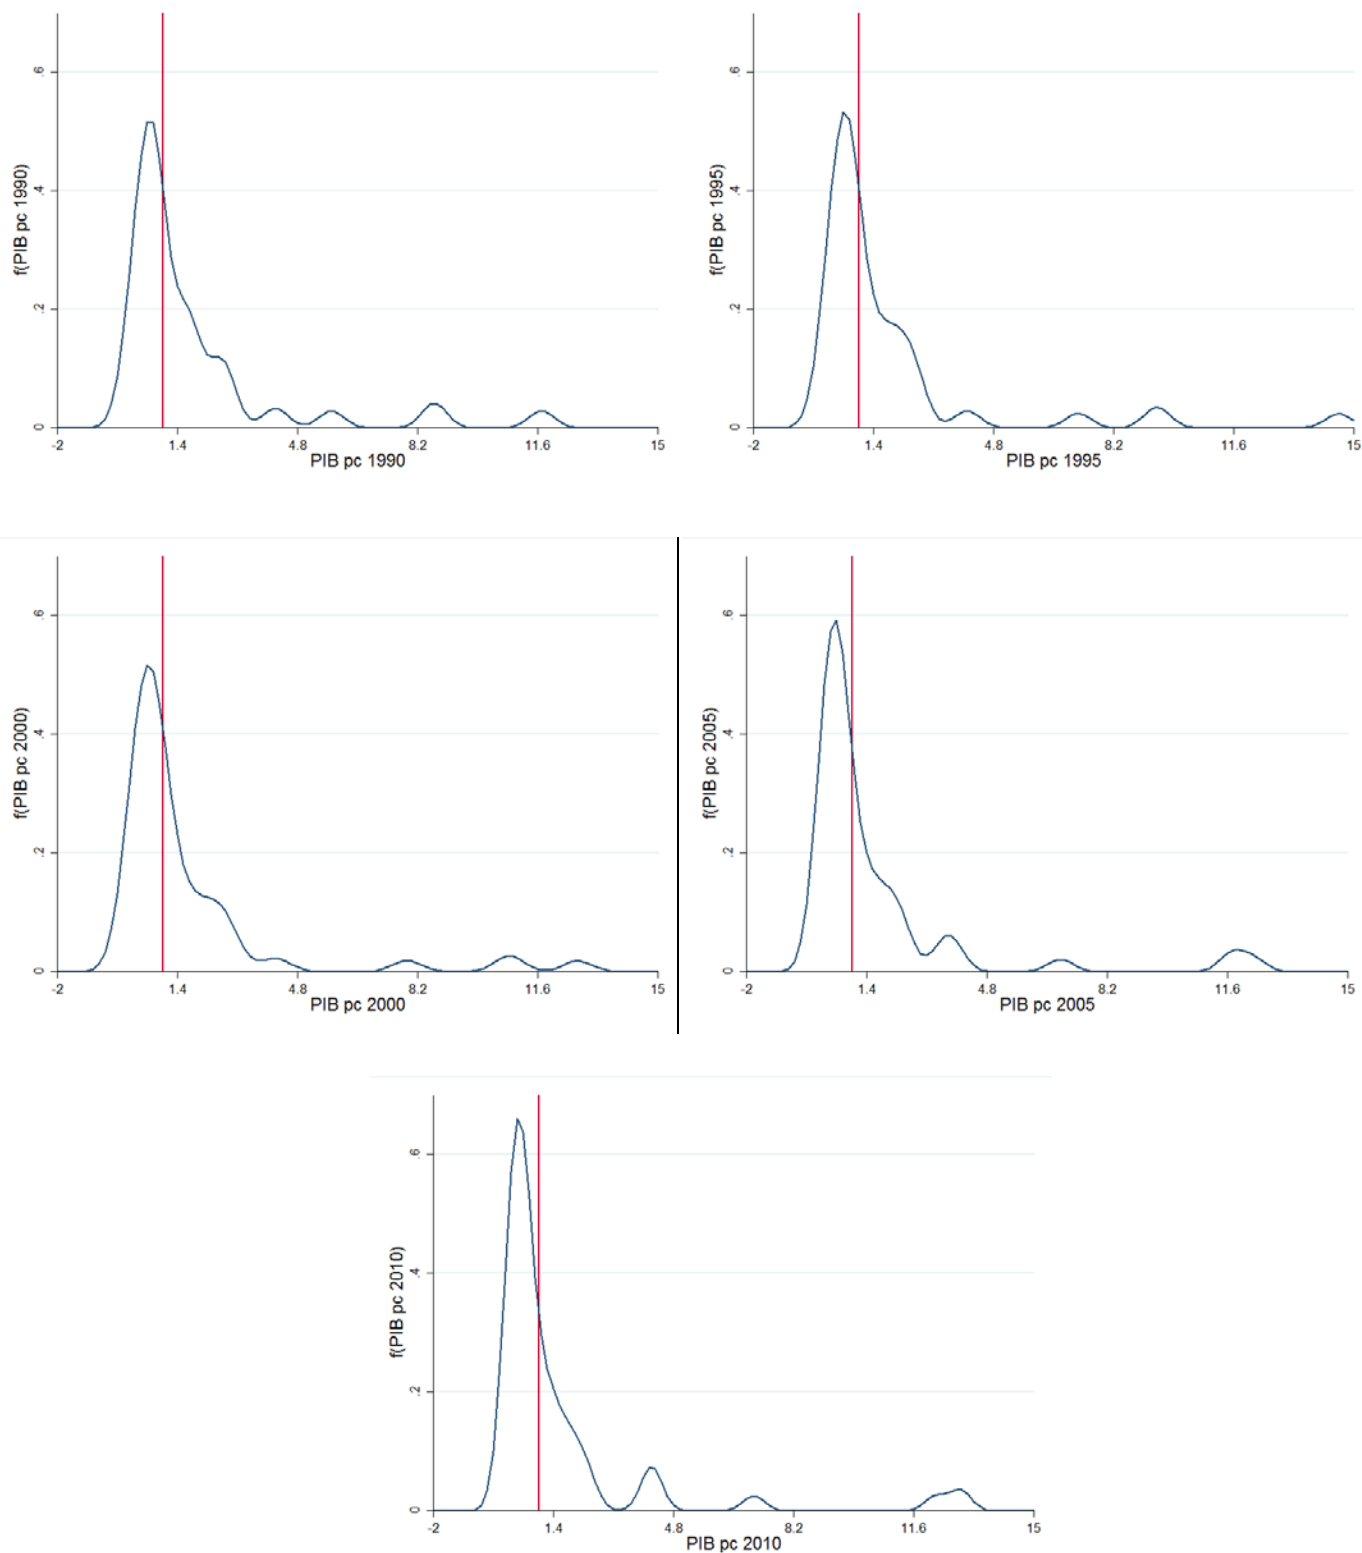 f(PIB pc 1990)
.6
.4
.2
0
-2 1.4 4.8 8.2 11.6 15
PIB pc 1990
f(PIB pc 1995)
.6
.4
.2
0
-2 1.4 4.8 8.2 11.6 15
PIB pc 1995
f(PIB pc 2000)
.6
.4
.2
0
-2 1.4 4.8 8.2 11.6 15
PIB pc 2000
f(PIB pc 2005)
.6
.4
.2
0
-2 1.4 4.8 8.2 11.6 15
PIB pc 2005
f(PIB pc 2010)
.6
.4
.2
0
-2 1.4 4.8 8.2 11.6 15
PIB pc 2010